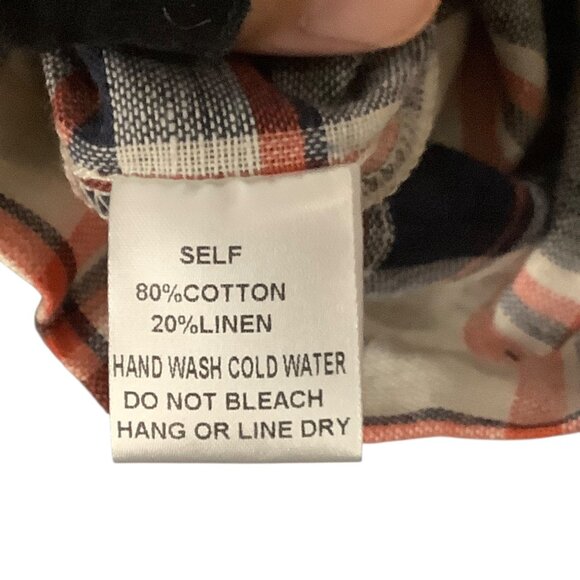 SELF
80%COTTON
20%LINEN
HAND WASH COLD WATER
DO NOT BLEACH
HANG OR LINE DRY